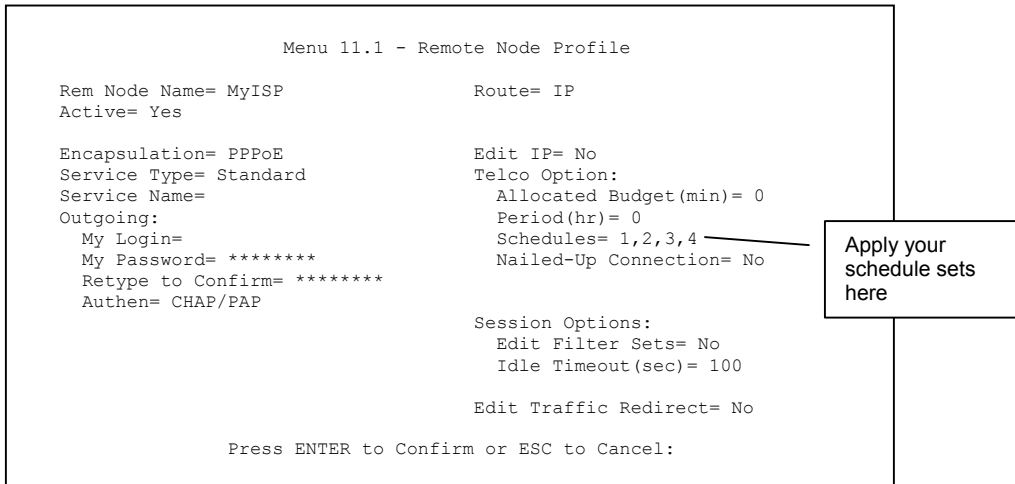 Menu 11.1 - Remote Node Profile
Rem Node Name= MyISP Route= IP
Active= Yes
Encapsulation= PPPoE Edit IP= No
Service Type= Standard Telco Option:
Service Name= Allocated Budget(min)= 0
Outgoing: Period(hr)= 0
My Login= Schedules= 1,2,3,4
My Password= ******** Nailed-Up Connection= No
Retype to Confirm= ********
Authen= CHAP/PAP
Session Options:
Edit Filter Sets= No
Idle Timeout(sec)= 100
Edit Traffic Redirect= No
Press ENTER to Confirm or ESC to Cancel:
Apply your
schedule sets
here